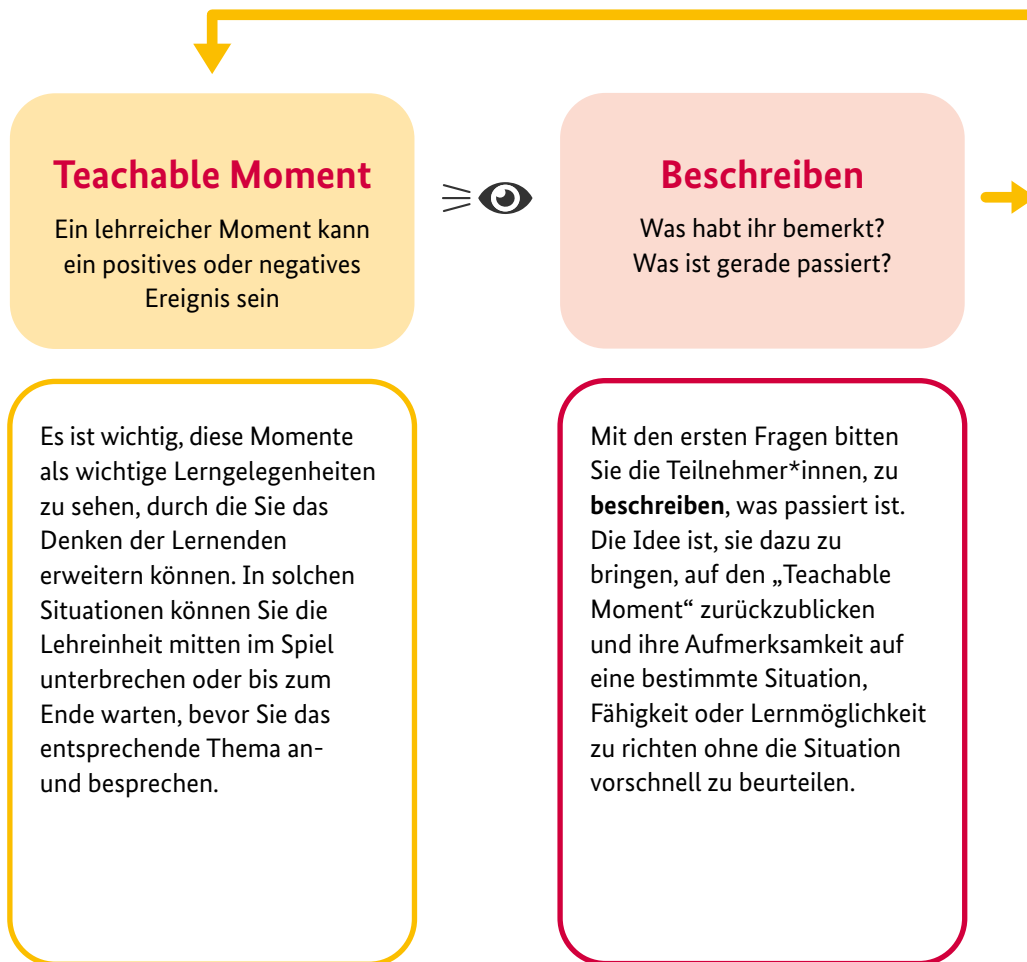 Teachable Moment
Ein lehrreicher Moment kann
ein positives oder negatives
Ereignis sein
Beschreiben
Was habt ihr bemerkt?
Was ist gerade passiert?
Es ist wichtig, diese Momente
als wichtige Lerngelegenheiten
zu sehen, durch die Sie das
Denken der Lernenden
erweitern können. In solchen
Situationen können Sie die
Lehreinheit mitten im Spiel
unterbrechen oder bis zum
Ende warten, bevor Sie das
entsprechende Thema an-
und besprechen.
Mit den ersten Fragen bitten
Sie die Teilnehmer*innen, zu
beschreiben, was passiert ist.
Die Idee ist, sie dazu zu
bringen, auf den „Teachable
Moment“ zurückzublicken
und ihre Aufmerksamkeit auf
eine bestimmte Situation,
Fähigkeit oder Lernmöglichkeit
zu richten ohne die Situation
vorschnell zu beurteilen.